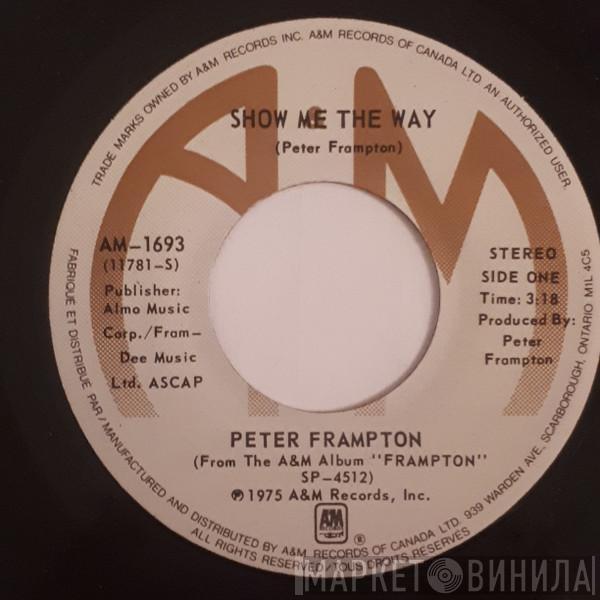 TRADE MARKS OWNED BY A&M RECORDS INC. A&M RECORDS OF CANADA LTD. AN AUTHORIZED USER.
A&M
SHOW ME THE WAY
(Peter Frampton)
AM-1693
(11781-S)
Publisher:
Almo Music
Corp./Fram-
Dee Music
Ltd. ASCAP
STEREO
SIDE ONE
Time: 3:18
Produced By:
Peter
Frampton
PETER FRAMPTON
(From The A&M Album "FRAMPTON"
SP-4512)
℗ 1975 A&M Records, Inc.
A&M
RECORDS
®
FABRIQUE ET DISTRIBUE PAR / MANUFACTURED AND DISTRIBUTED BY A&M RECORDS OF CANADA LTD. 939 WARDEN AVE., SCARBOROUGH, ONTARIO M1L 4C5
ALL RIGHTS RESERVED / TOUS DROITS RESERVÉS
МАРКЕТ ВИНИЛА